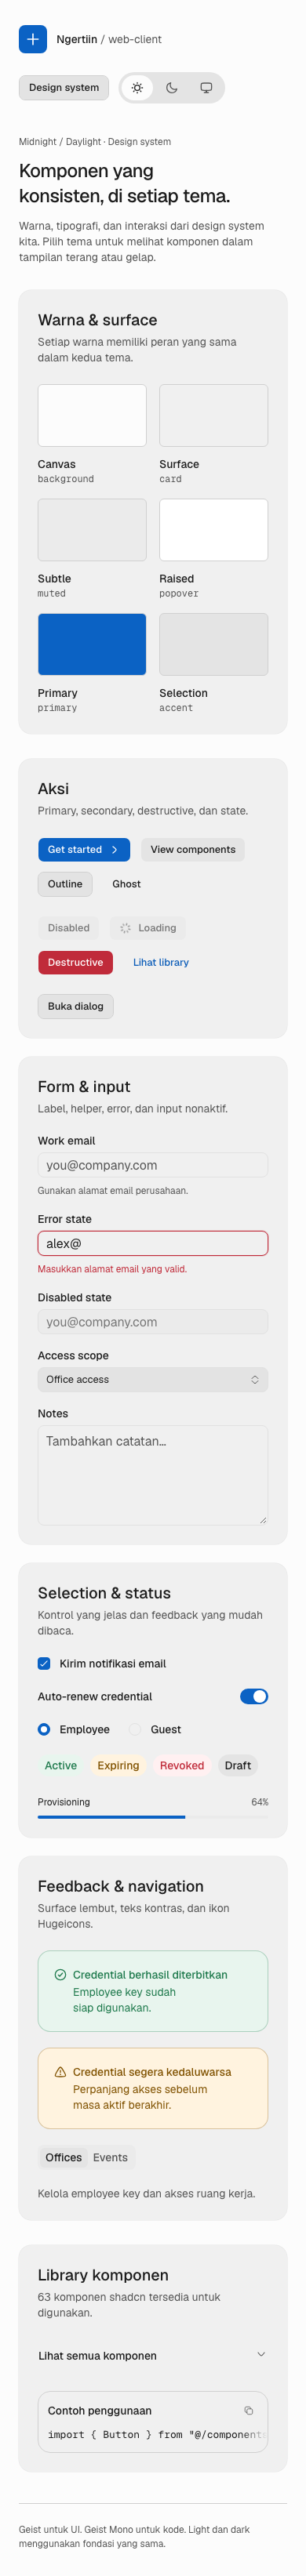 Ngertiin / web-client
Design system
Midnight / Daylight · Design system
Komponen yang
konsisten, di setiap tema.
Warna, tipografi, dan interaksi dari design system
kita. Pilih tema untuk melihat komponen dalam
tampilan terang atau gelap.
Warna & surface
Setiap warna memiliki peran yang sama
dalam kedua tema.
Canvas
background
Surface
card
Subtle
muted
Raised
popover
Primary
primary
Selection
accent
Aksi
Primary, secondary, destructive, dan state.
Get started
View components
Outline
Ghost
Disabled
Loading
Destructive
Lihat library
Buka dialog
Form & input
Label, helper, error, dan input nonaktif.
Work email
you@company.com
Gunakan alamat email perusahaan.
Error state
alex@
Masukkan alamat email yang valid.
Disabled state
you@company.com
Access scope
Office access
Notes
Tambahkan catatan...
Selection & status
Kontrol yang jelas dan feedback yang mudah
dibaca.
Kirim notifikasi email
Auto-renew credential
Employee
Guest
Active
Expiring
Revoked
Draft
Provisioning
64%
Feedback & navigation
Surface lembut, teks kontras, dan ikon
Hugeicons.
Credential berhasil diterbitkan
Employee key sudah
siap digunakan.
Credential segera kedaluwarsa
Perpanjang akses sebelum
masa aktif berakhir.
Offices
Events
Kelola employee key dan akses ruang kerja.
Library komponen
63 komponen shadcn tersedia untuk
digunakan.
Lihat semua komponen
Contoh penggunaan
import { Button } from "@/component
Geist untuk UI. Geist Mono untuk kode. Light dan dark
menggunakan fondasi yang sama.